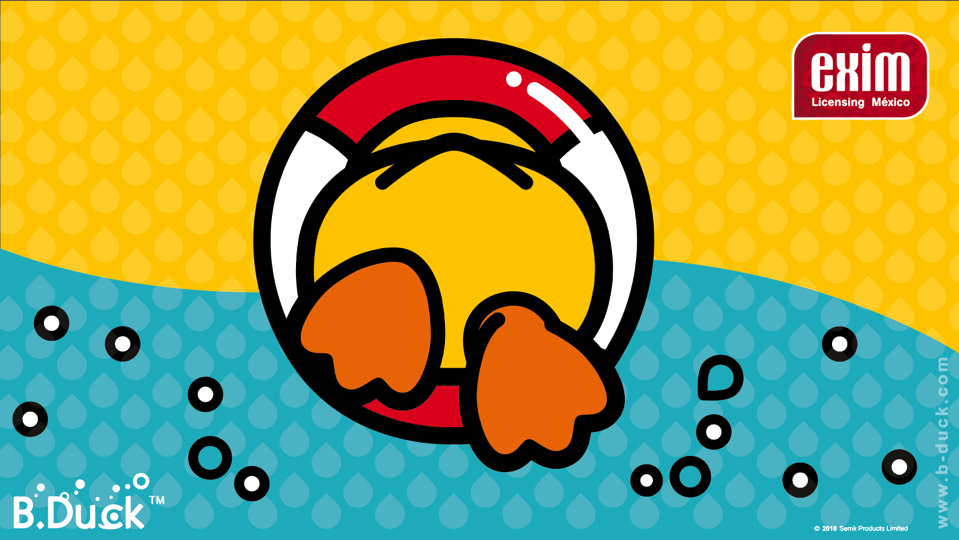 exim
Licensing México
www.b-duck.com
B.Duck™
© 2018 Semk Products Limited